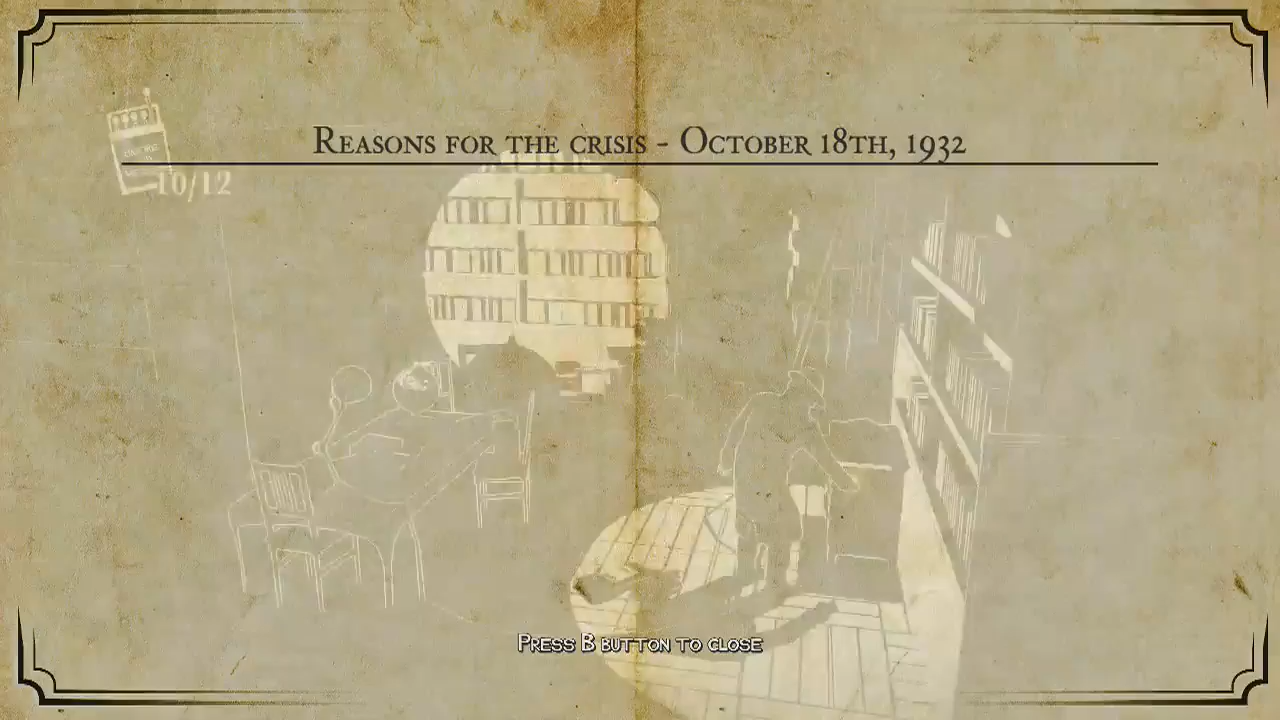 Reasons for the crisis - October 18th, 1932
10/12
Press B button to close